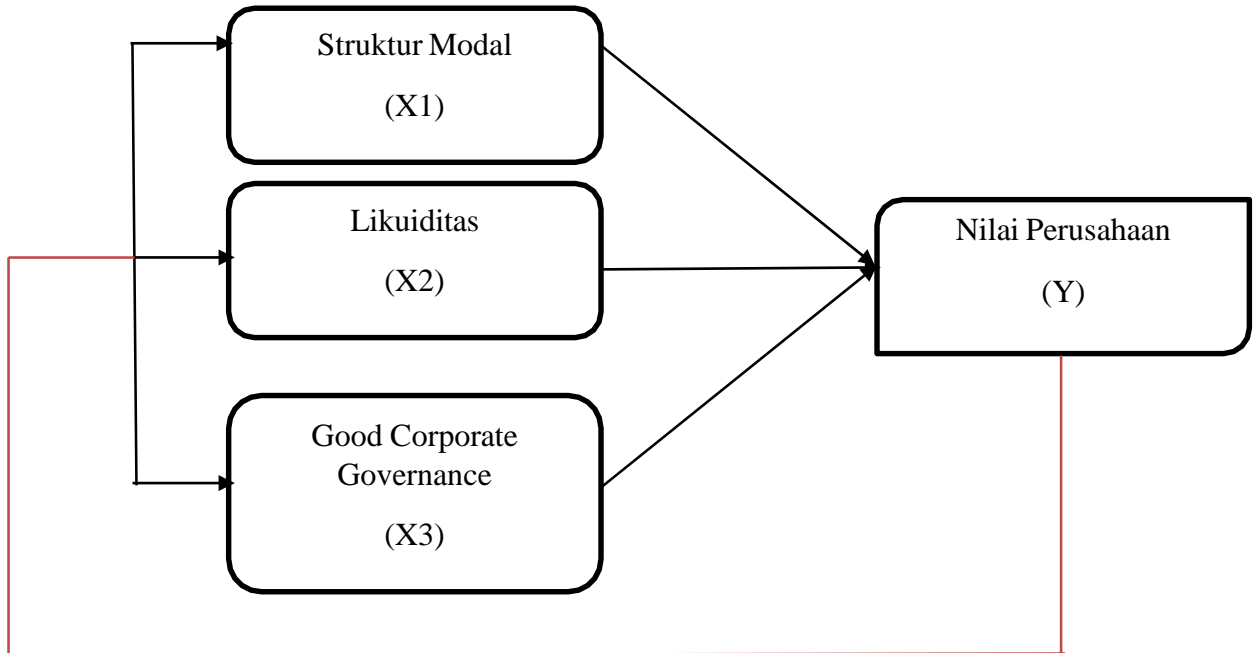 Struktur Modal
(X1)
Likuiditas
(X2)
Good Corporate
Governance
(X3)
Nilai Perusahaan
(Y)